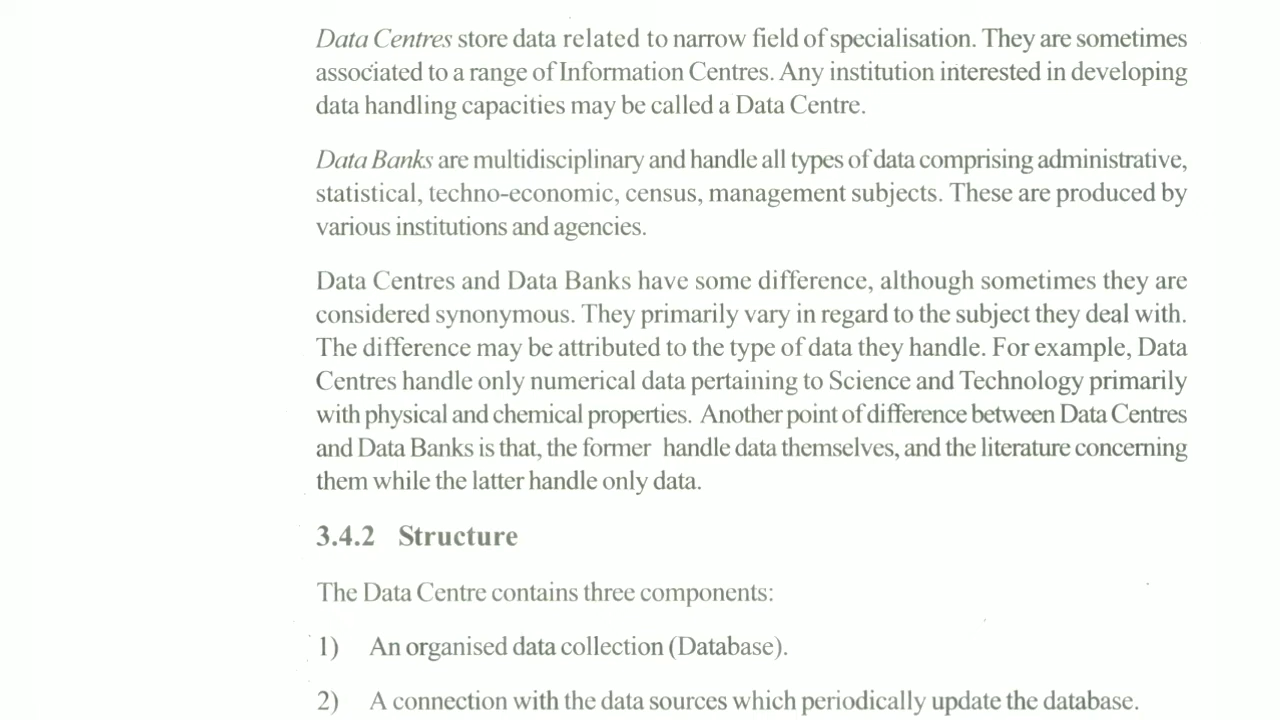 Data Centres store data related to narrow field of specialisation. They are sometimes
associated to a range of Information Centres. Any institution interested in developing
data handling capacities may be called a Data Centre.
Data Banks are multidisciplinary and handle all types of data comprising administrative,
statistical, techno-economic, census, management subjects. These are produced by
various institutions and agencies.
Data Centres and Data Banks have some difference, although sometimes they are
considered synonymous. They primarily vary in regard to the subject they deal with.
The difference may be attributed to the type of data they handle. For example, Data
Centres handle only numerical data pertaining to Science and Technology primarily
with physical and chemical properties. Another point of difference between Data Centres
and Data Banks is that, the former handle data themselves, and the literature concerning
them while the latter handle only data.
3.4.2 Structure
The Data Centre contains three components:
1) An organised data collection (Database).
2) A connection with the data sources which periodically update the database.